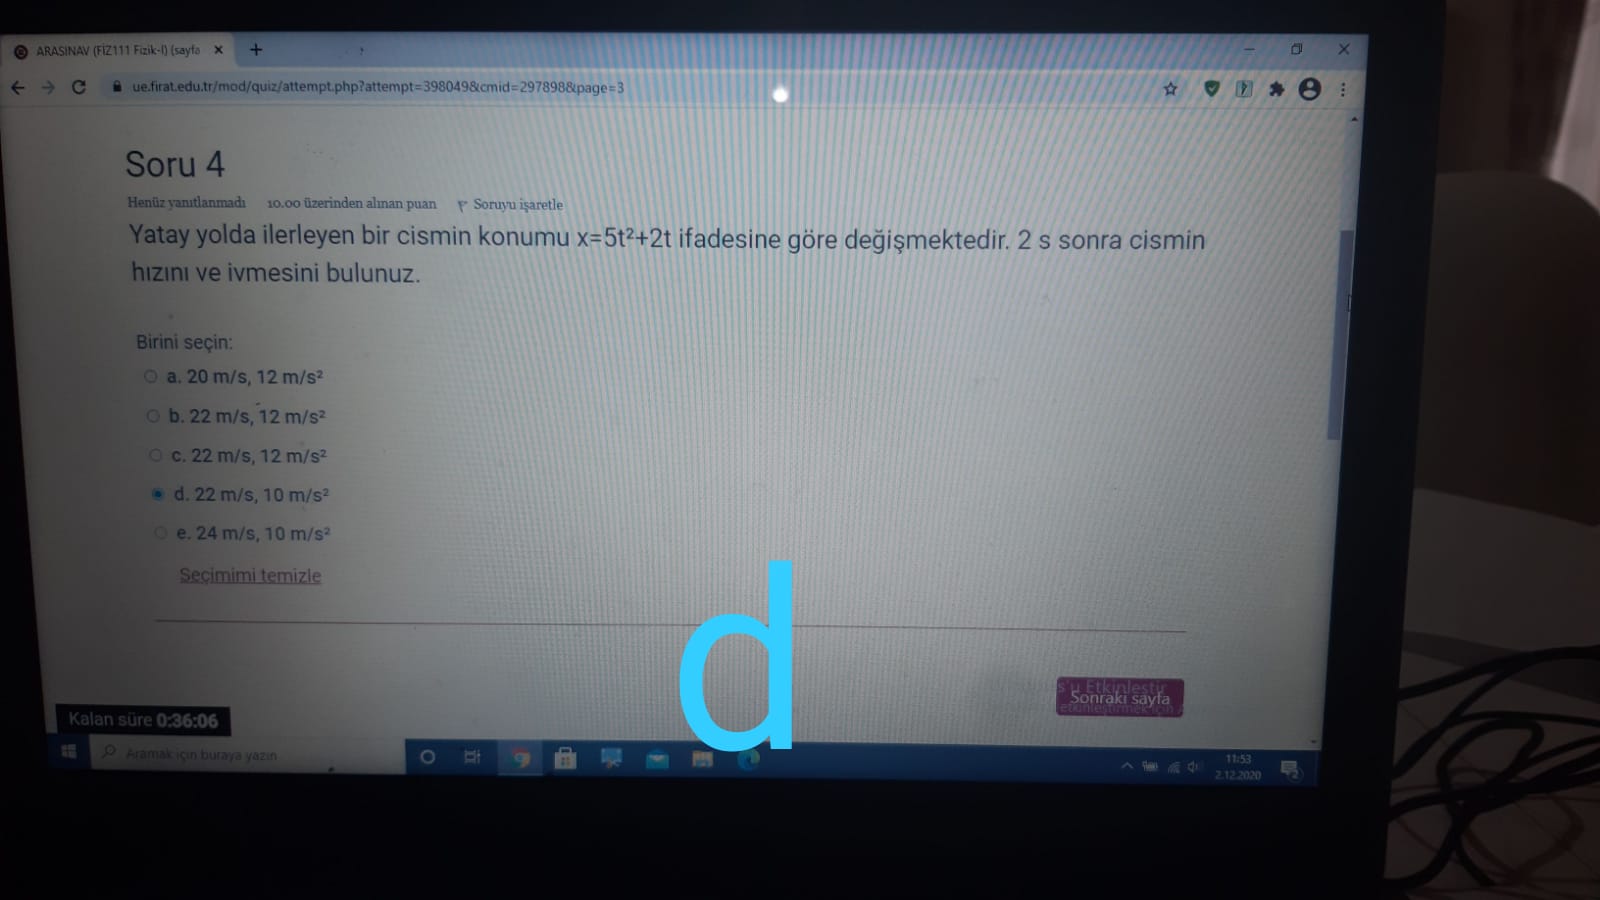 ARASINAV (FİZ111 Fizik-I) (sayfa
ue.firat.edu.tr/mod/quiz/attempt.php?attempt=398049&cmid=297898&page=3
Soru 4
Henüz yanıtlanmadı 10.00 üzerinden alınan puan Soruyu işaretle
Yatay yolda ilerleyen bir cismin konumu x=5t²+2t ifadesine göre değişmektedir. 2 s sonra cismin
hızını ve ivmesini bulunuz.
Birini seçin:
a. 20 m/s, 12 m/s²
b. 22 m/s, 12 m/s²
c. 22 m/s, 12 m/s²
d. 22 m/s, 10 m/s²
e. 24 m/s, 10 m/s²
Seçimimi temizle
d
s'u Etkinleştir
Sonraki sayfa
etkinleştirmek için
Kalan süre 0:36:06
Aramak için buraya yazın
11:53
2.12.2020
2